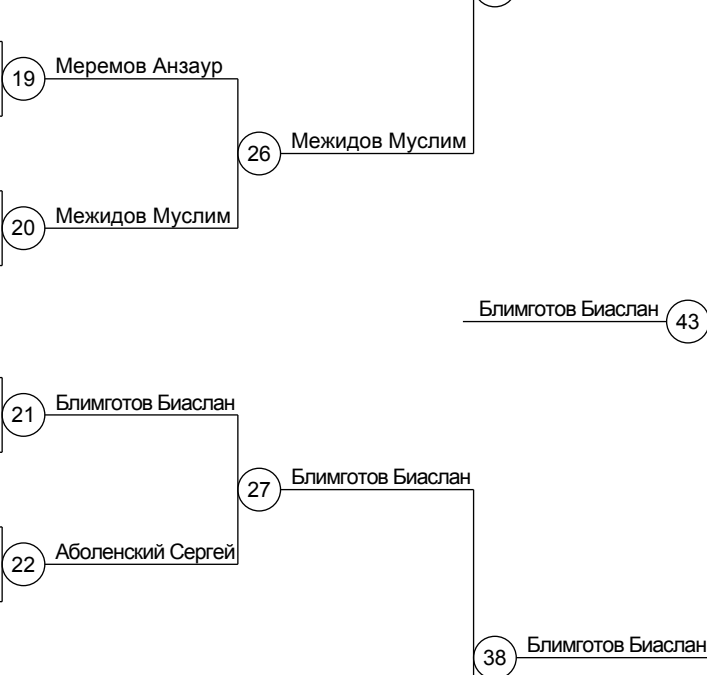 19 Меремов Анзаур
26 Межидов Муслим
20 Межидов Муслим
Блимготов Биаслан 43
21 Блимготов Биаслан
27 Блимготов Биаслан
22 Аболенский Сергей
38 Блимготов Биаслан